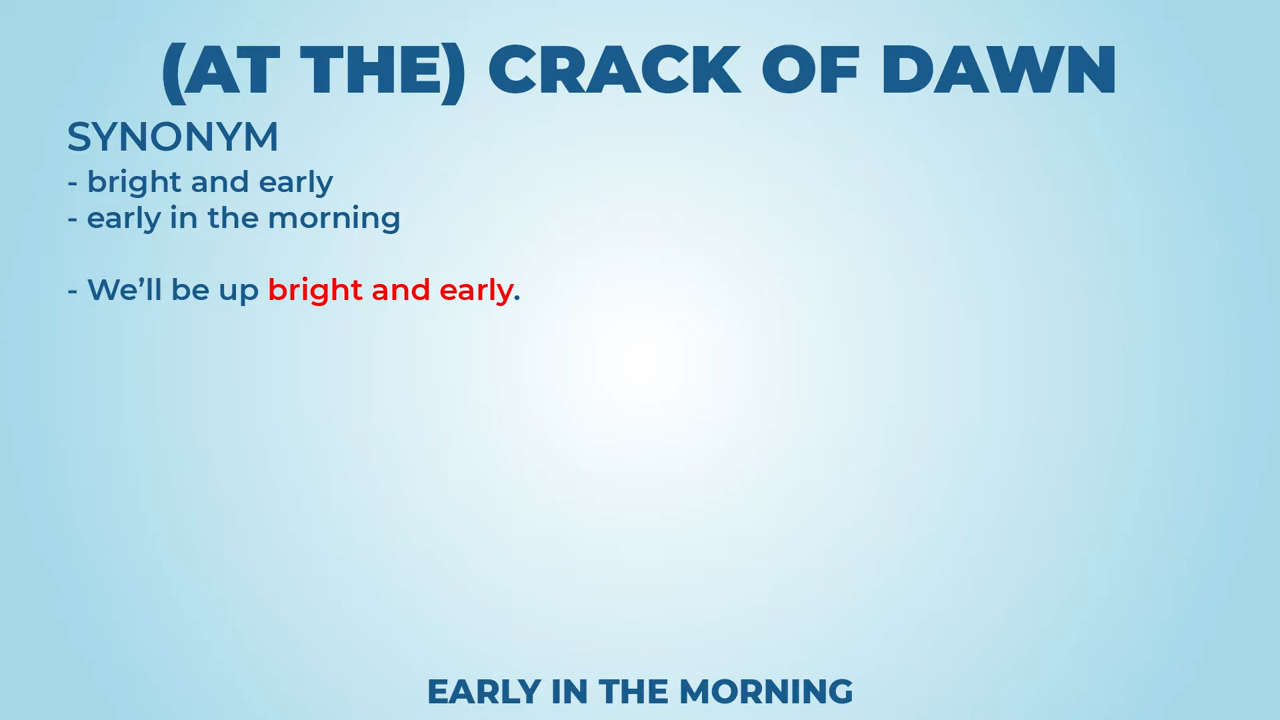 (AT THE) CRACK OF DAWN
SYNONYM
- bright and early
- early in the morning
- We’ll be up bright and early.
EARLY IN THE MORNING